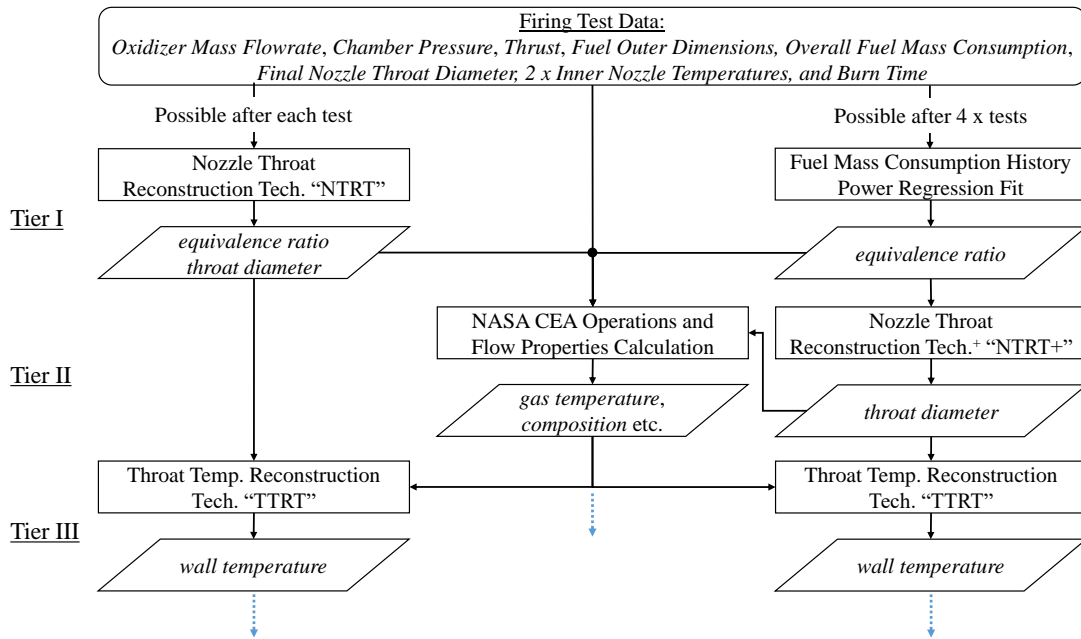 Firing Test Data:
Oxidizer Mass Flowrate, Chamber Pressure, Thrust, Fuel Outer Dimensions, Overall Fuel Mass Consumption,
Final Nozzle Throat Diameter, 2 x Inner Nozzle Temperatures, and Burn Time
Possible after each test
Possible after 4 x tests
Nozzle Throat
Reconstruction Tech. “NTRT”
Fuel Mass Consumption History
Power Regression Fit
Tier I
equivalence ratio
throat diameter
equivalence ratio
NASA CEA Operations and
Flow Properties Calculation
Nozzle Throat
Reconstruction Tech.⁺ “NTRT+”
Tier II
gas temperature,
composition etc.
throat diameter
Throat Temp. Reconstruction
Tech. “TTRT”
Throat Temp. Reconstruction
Tech. “TTRT”
Tier III
wall temperature
wall temperature